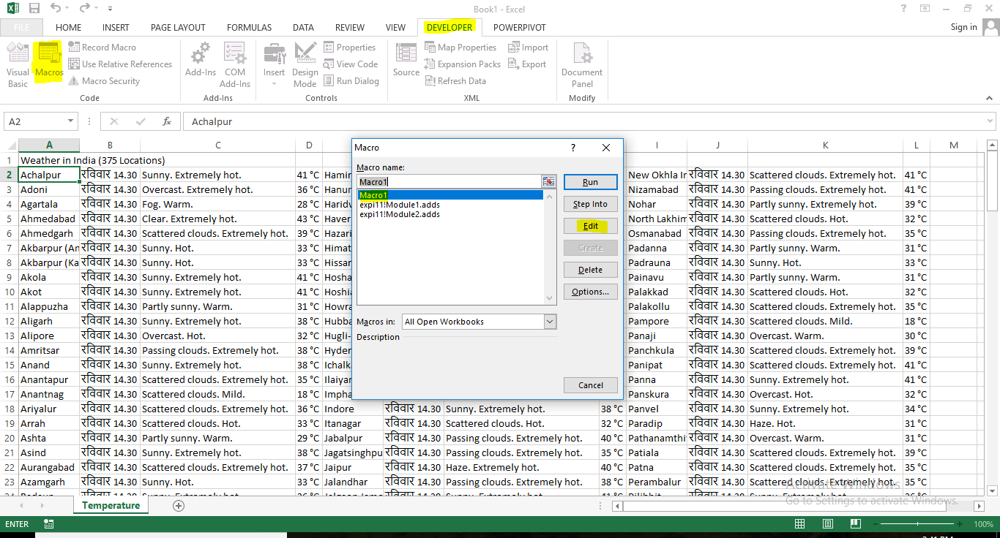 Book1 - Excel
FILE HOME INSERT PAGE LAYOUT FORMULAS DATA REVIEW VIEW DEVELOPER POWERPIVOT Sign in
Visual Basic
Macros
Record Macro
Use Relative References
Macro Security
Code
Add-Ins
COM Add-Ins
Add-Ins
Insert
Design Mode
Properties
View Code
Run Dialog
Controls
Source
Map Properties
Expansion Packs
Refresh Data
Import
Export
XML
Document Panel
Modify
A2 fx Achalpur
A B C D I J K L M
1 Weather in India (375 Locations)
2 Achalpur रविवार 14.30 Sunny. Extremely hot. 41 °C New Okhla रविवार 14.30 Scattered clouds. Extremely hot. 41 °C
3 Adoni रविवार 14.30 Overcast. Extremely hot. 36 °C Nizamabad रविवार 14.30 Passing clouds. Extremely hot. 41 °C
4 Agartala रविवार 14.30 Fog. Warm. 28 °C Nohar रविवार 14.30 Partly sunny. Extremely hot. 39 °C
5 Ahmedabad रविवार 14.30 Clear. Extremely hot. 43 °C North Lakhim रविवार 14.30 Scattered clouds. Hot. 32 °C
6 Ahmedgarh रविवार 14.30 Scattered clouds. Extremely hot. 39 °C Osmanabad रविवार 14.30 Passing clouds. Extremely hot. 35 °C
7 Akbarpur (An रविवार 14.30 Sunny. Hot. 33 °C Padanna रविवार 14.30 Partly sunny. Warm. 31 °C
8 Akbarpur (Ka रविवार 14.30 Sunny. Hot. 33 °C Padrauna रविवार 14.30 Sunny. Hot. 33 °C
9 Akola रविवार 14.30 Sunny. Extremely hot. 41 °C Hosha Painavu रविवार 14.30 Partly sunny. Warm. 31 °C
10 Akot रविवार 14.30 Sunny. Extremely hot. 41 °C Hoshi Palakkad रविवार 14.30 Scattered clouds. Hot. 32 °C
11 Alappuzha रविवार 14.30 Partly sunny. Warm. 31 °C Howra Palakollu रविवार 14.30 Scattered clouds. Extremely hot. 35 °C
12 Aligarh रविवार 14.30 Sunny. Extremely hot. 38 °C Hubba Pampore रविवार 14.30 Scattered clouds. Mild. 18 °C
13 Alipore रविवार 14.30 Overcast. Hot. 32 °C Hugli- Panaji रविवार 14.30 Overcast. Warm. 30 °C
14 Amritsar रविवार 14.30 Passing clouds. Extremely hot. 38 °C Hyder Panchkula रविवार 14.30 Scattered clouds. Extremely hot. 39 °C
15 Anand रविवार 14.30 Sunny. Extremely hot. 38 °C Ichalk Panipat रविवार 14.30 Scattered clouds. Extremely hot. 41 °C
16 Anantapur रविवार 14.30 Scattered clouds. Extremely hot. 35 °C Ilaiyar Panna रविवार 14.30 Sunny. Extremely hot. 41 °C
17 Anantnag रविवार 14.30 Scattered clouds. Mild. 18 °C Impha Panskura रविवार 14.30 Overcast. Hot. 32 °C
18 Ariyalur रविवार 14.30 Scattered clouds. Extremely hot. 36 °C Indore रविवार 14.30 Sunny. Extremely hot. 38 °C Panvel रविवार 14.30 Sunny. Extremely hot. 34 °C
19 Arrah रविवार 14.30 Scattered clouds. Hot. 33 °C Itanagar रविवार 14.30 Scattered clouds. Hot. 32 °C Paradip रविवार 14.30 Haze. Hot. 31 °C
20 Ashta रविवार 14.30 Partly sunny. Warm. 29 °C Jabalpur रविवार 14.30 Passing clouds. Extremely hot. 40 °C Pathanamthi रविवार 14.30 Overcast. Warm. 31 °C
21 Asind रविवार 14.30 Sunny. Extremely hot. 38 °C Jagatsinghpu रविवार 14.30 Passing clouds. Extremely hot. 35 °C Patiala रविवार 14.30 Scattered clouds. Extremely hot. 39 °C
22 Aurangabad रविवार 14.30 Scattered clouds. Extremely hot. 37 °C Jaipur रविवार 14.30 Haze. Extremely hot. 40 °C Patna रविवार 14.30 Scattered clouds. Extremely hot. 35 °C
23 Azamgarh रविवार 14.30 Sunny. Hot. 33 °C Jalandhar रविवार 14.30 Passing clouds. Extremely hot. 38 °C Perambalur रविवार 14.30 Scattered clouds. Extremely hot. 35 °C
Macro ?
Macro name:
Macro1
Macro1
expi11!Module1.adds
expi11!Module2.adds
Run
Step Into
Edit
Create
Delete
Options...
Macros in: All Open Workbooks
Description
Cancel
Activate Windows
Go to Settings to activate Windows.
Temperature
ENTER 100%